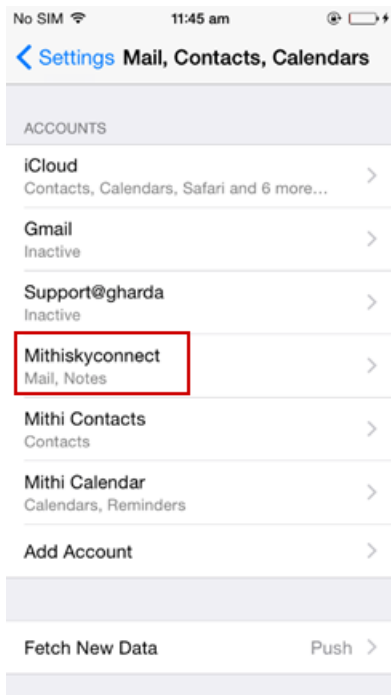 No SIM 11:45 am
Settings Mail, Contacts, Calendars
ACCOUNTS
iCloud
Contacts, Calendars, Safari and 6 more...
Gmail
Inactive
Support@gharda
Inactive
Mithiskyconnect
Mail, Notes
Mithi Contacts
Contacts
Mithi Calendar
Calendars, Reminders
Add Account
Fetch New Data Push